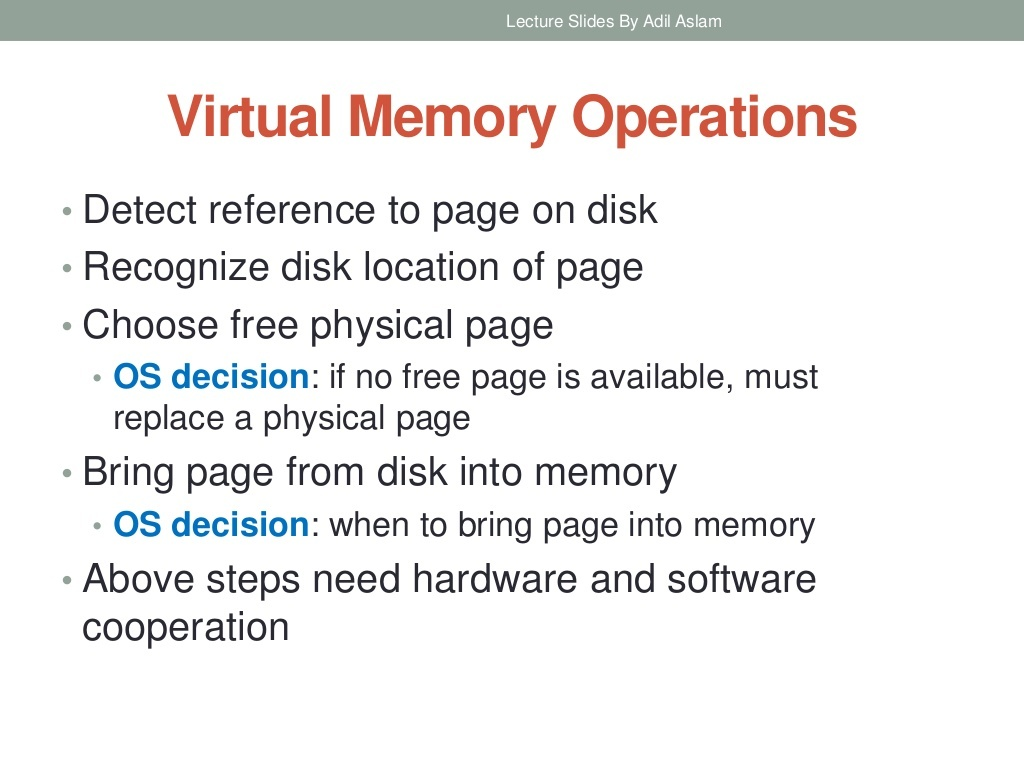 Lecture Slides By Adil Aslam
Virtual Memory Operations
• Detect reference to page on disk
• Recognize disk location of page
• Choose free physical page
• OS decision: if no free page is available, must
replace a physical page
• Bring page from disk into memory
• OS decision: when to bring page into memory
• Above steps need hardware and software
cooperation